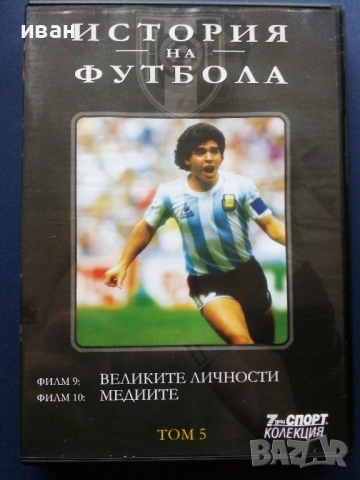 иван
ИСТОРИЯ
НА
ФУТБОЛА
ФИЛМ 9: ВЕЛИКИТЕ ЛИЧНОСТИ
ФИЛМ 10: МЕДИИТЕ
ТОМ 5
7 дни СПОРТ
КОЛЕКЦИЯ
BAZAR